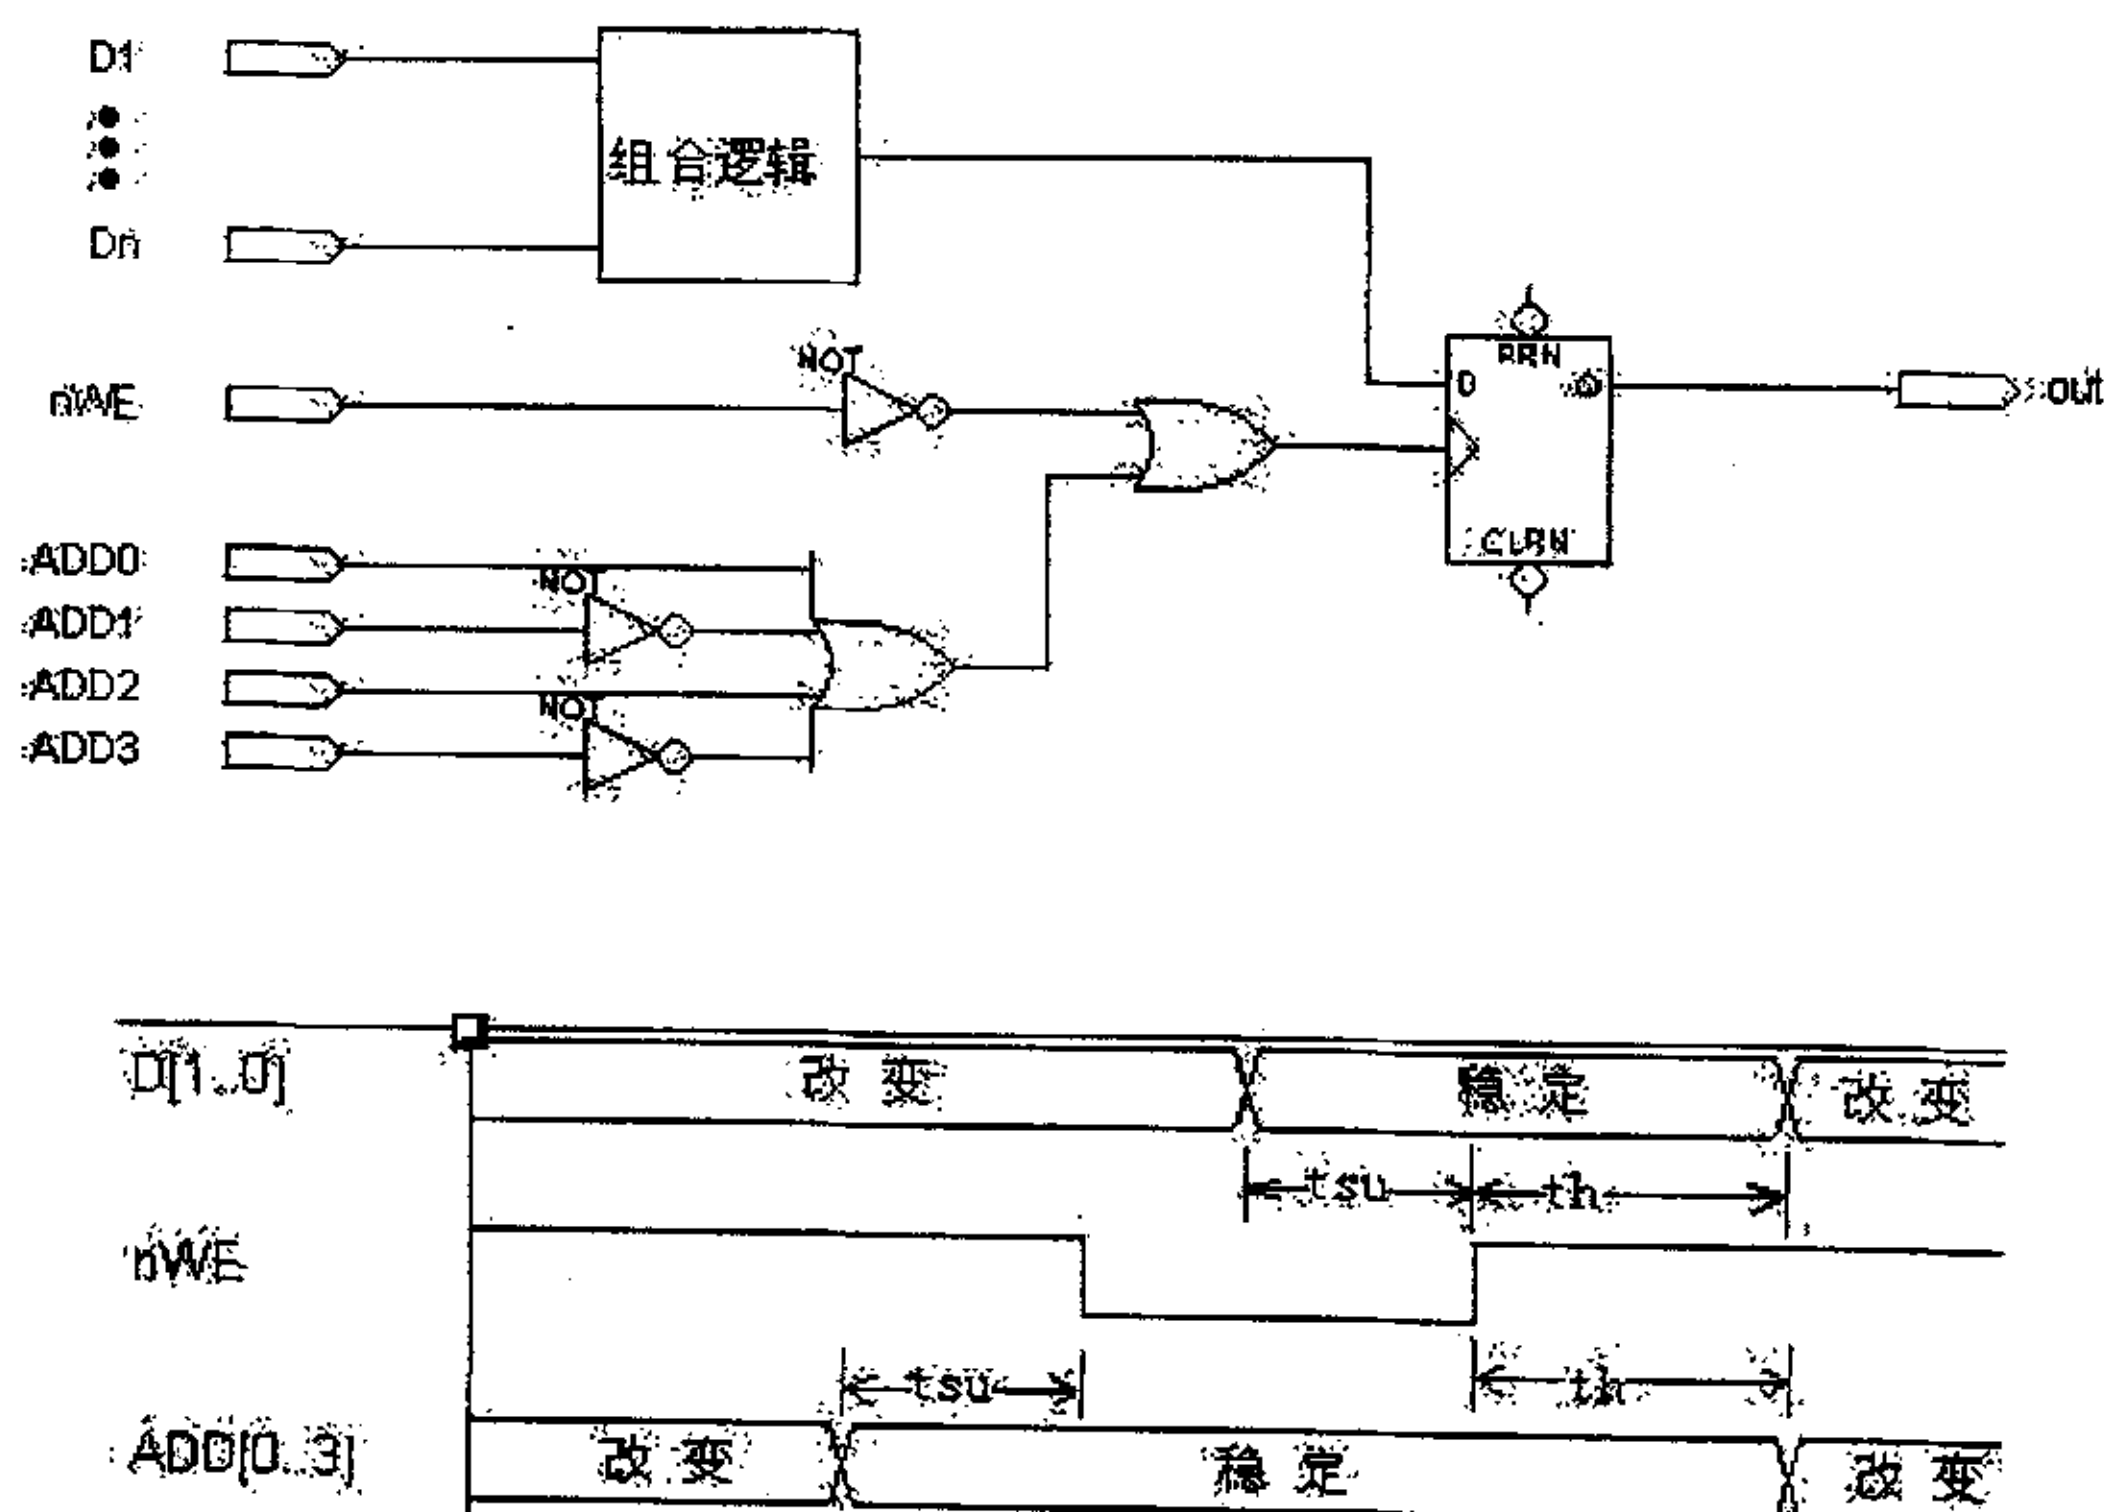 D1
组合逻辑
Dn
NOT
nWE
PRN
D
Q
out
CLRN
ADD0
NOT
ADD1
ADD2
NOT
ADD3
D[1..0]
改变
稳定
改变
tsu
th
nWE
tsu
th
ADD[0..3]
改变
稳定
改变